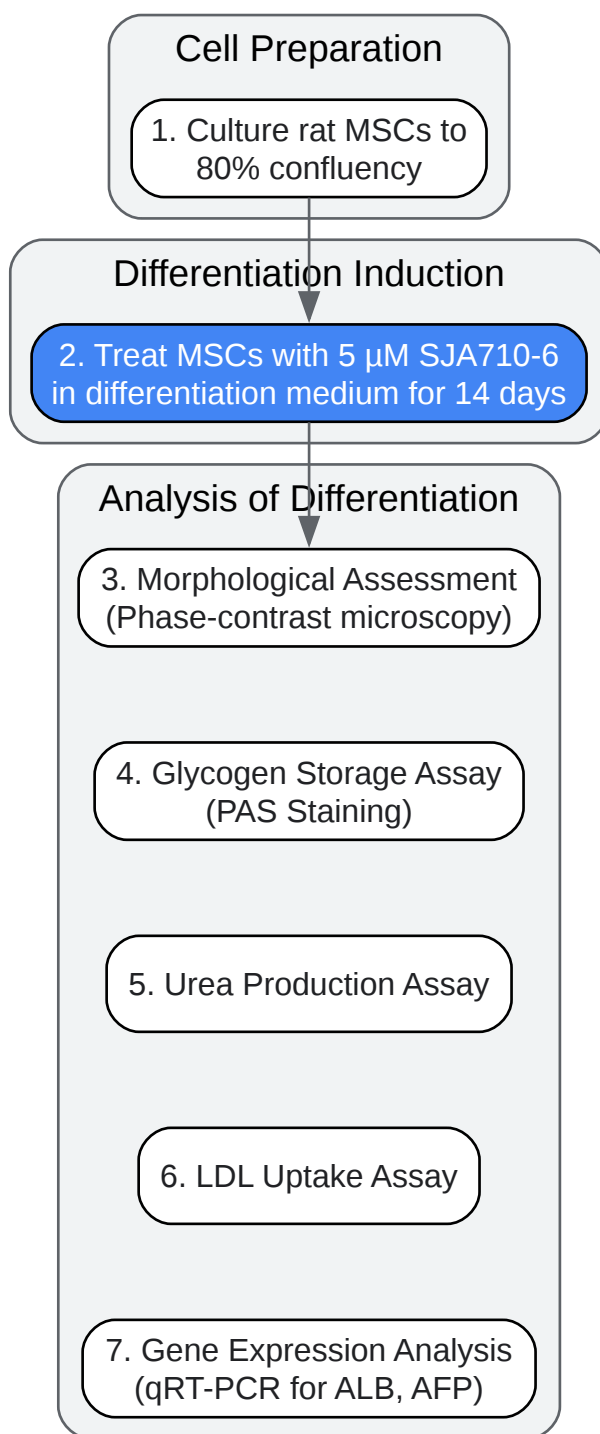 Cell Preparation
1. Culture rat MSCs to
80% confluency
Differentiation Induction
2. Treat MSCs with 5 µM SJA710-6
in differentiation medium for 14 days
Analysis of Differentiation
3. Morphological Assessment
(Phase-contrast microscopy)
4. Glycogen Storage Assay
(PAS Staining)
5. Urea Production Assay
6. LDL Uptake Assay
7. Gene Expression Analysis
(qRT-PCR for ALB, AFP)